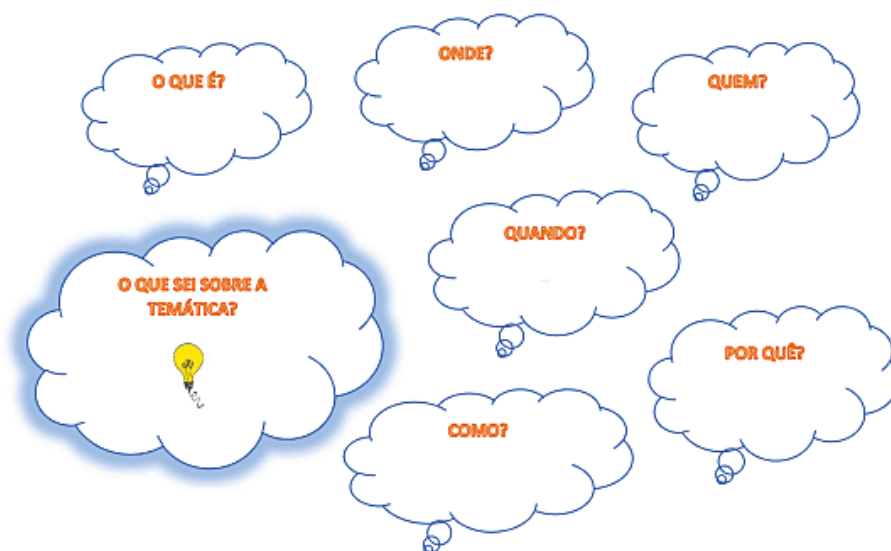 O QUE É?
ONDE?
QUEM?
QUANDO?
O QUE SEI SOBRE A
TEMÁTICA?
POR QUÊ?
COMO?